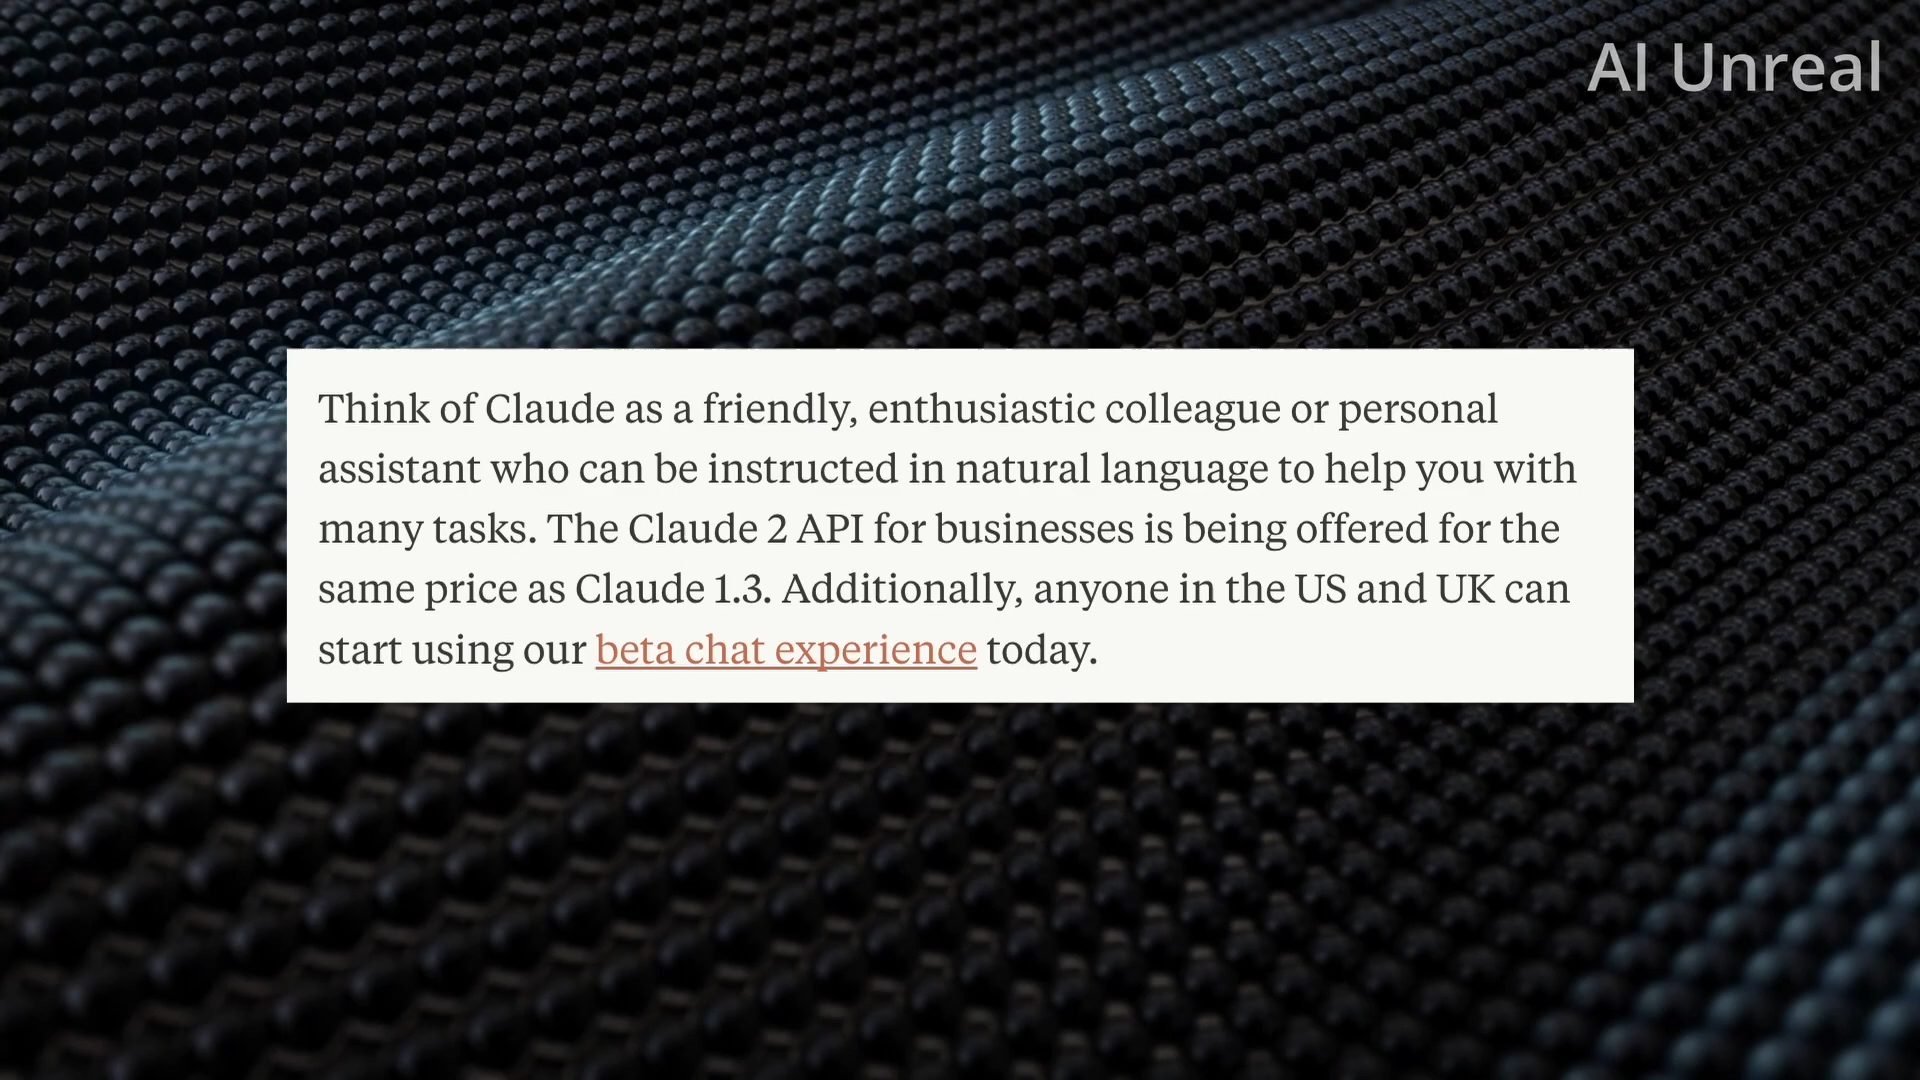 AI Unreal
Think of Claude as a friendly, enthusiastic colleague or personal
assistant who can be instructed in natural language to help you with
many tasks. The Claude 2 API for businesses is being offered for the
same price as Claude 1.3. Additionally, anyone in the US and UK can
start using our beta chat experience today.